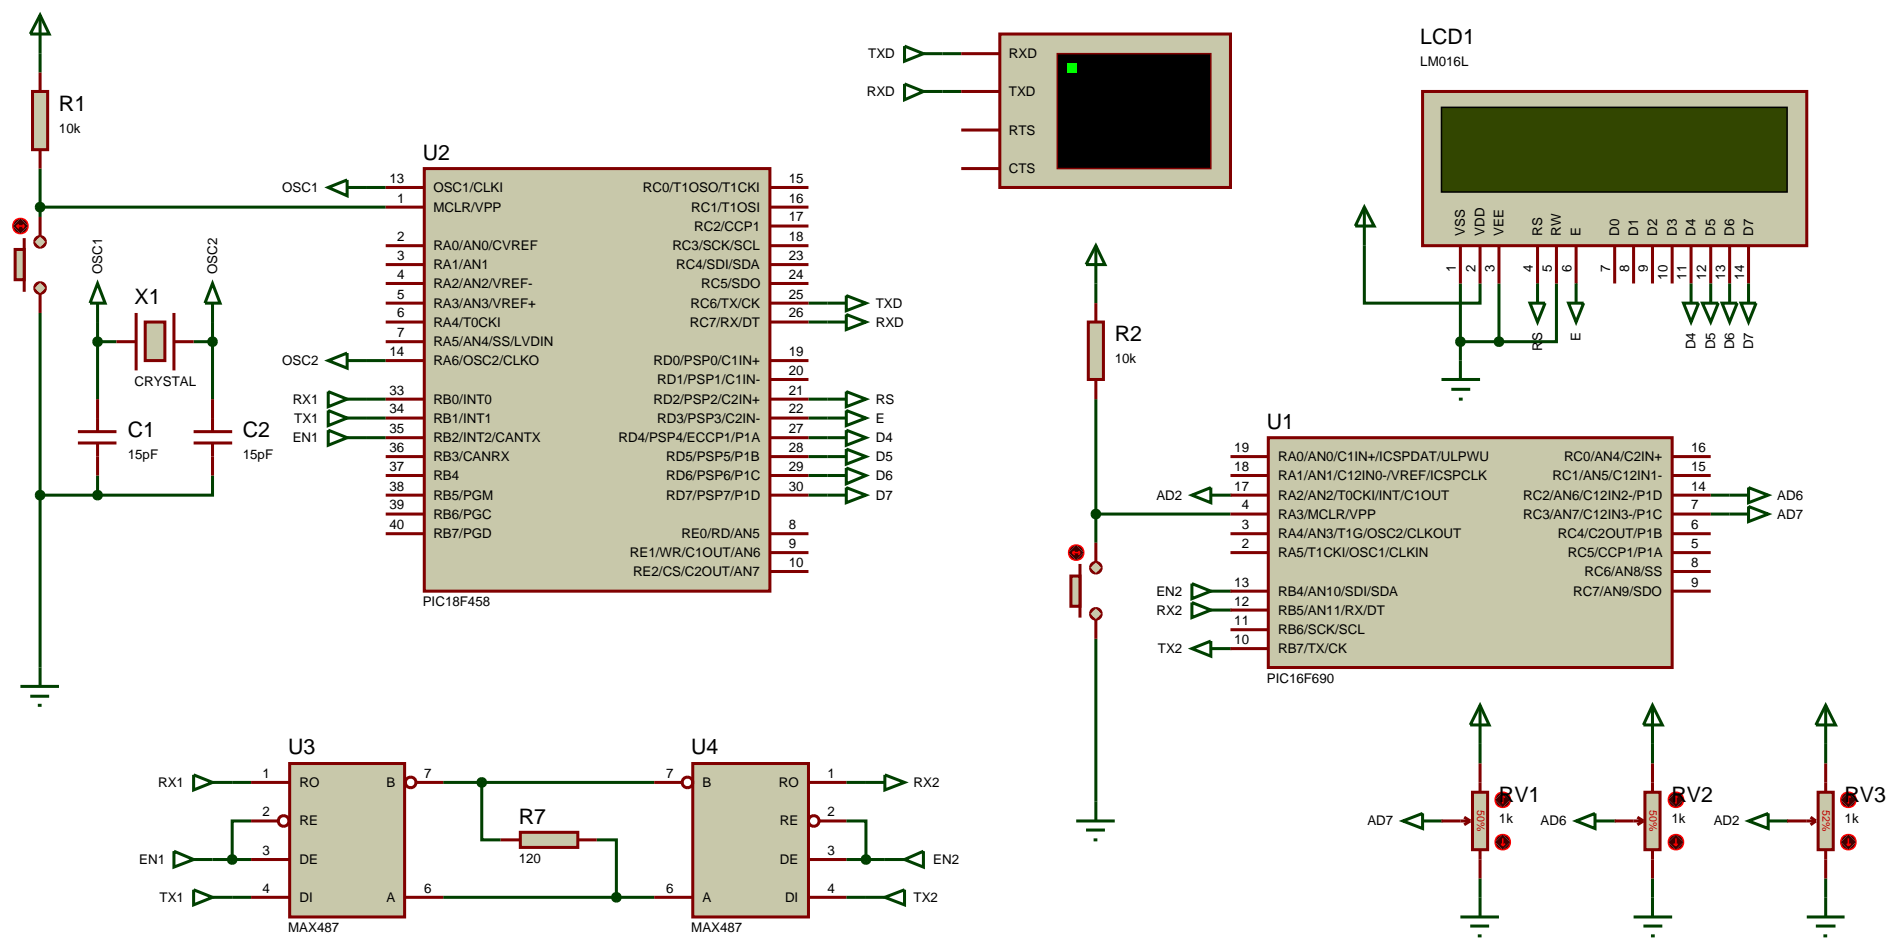 R1
10k
OSC1
OSC2
X1
CRYSTAL
C1
15pF
C2
15pF
U2
OSC1 13 OSC1/CLKI
1 MCLR/VPP
2 RA0/AN0/CVREF
3 RA1/AN1
4 RA2/AN2/VREF-
5 RA3/AN3/VREF+
6 RA4/T0CKI
7 RA5/AN4/SS/LVDIN
OSC2 14 RA6/OSC2/CLKO
RX1 33 RB0/INT0
TX1 34 RB1/INT1
EN1 35 RB2/INT2/CANTX
36 RB3/CANRX
37 RB4
38 RB5/PGM
39 RB6/PGC
40 RB7/PGD
RC0/T1OSO/T1CKI 15
RC1/T1OSI 16
RC2/CCP1 17
RC3/SCK/SCL 18
RC4/SDI/SDA 23
RC5/SDO 24
RC6/TX/CK 25 TXD
RC7/RX/DT 26 RXD
RD0/PSP0/C1IN+ 19
RD1/PSP1/C1IN- 20
RD2/PSP2/C2IN+ 21 RS
RD3/PSP3/C2IN- 22 E
RD4/PSP4/ECCP1/P1A 27 D4
RD5/PSP5/P1B 28 D5
RD6/PSP6/P1C 29 D6
RD7/PSP7/P1D 30 D7
RE0/RD/AN5 8
RE1/WR/C1OUT/AN6 9
RE2/CS/C2OUT/AN7 10
PIC18F458
TXD RXD
RXD TXD
RTS
CTS
LCD1
LM016L
VSS VDD VEE RS RW E D0 D1 D2 D3 D4 D5 D6 D7
1 2 3 4 5 6 7 8 9 10 11 12 13 14
RS E D4 D5 D6 D7
R2
10k
U1
19 RA0/AN0/C1IN+/ICSPDAT/ULPWU
18 RA1/AN1/C12IN0-/VREF/ICSPCLK
AD2 17 RA2/AN2/T0CKI/INT/C1OUT
4 RA3/MCLR/VPP
3 RA4/AN3/T1G/OSC2/CLKOUT
2 RA5/T1CKI/OSC1/CLKIN
EN2 13 RB4/AN10/SDI/SDA
RX2 12 RB5/AN11/RX/DT
11 RB6/SCK/SCL
TX2 10 RB7/TX/CK
RC0/AN4/C2IN+ 16
RC1/AN5/C12IN1- 15
RC2/AN6/C12IN2-/P1D 14 AD6
RC3/AN7/C12IN3-/P1C 7 AD7
RC4/C2OUT/P1B 6
RC5/CCP1/P1A 5
RC6/AN8/SS 8
RC7/AN9/SDO 9
PIC16F690
U3
RX1 1 RO B 7
2 RE
EN1 3 DE
TX1 4 DI A 6
MAX487
R7
120
U4
7 B RO 1 RX2
RE 2
DE 3 EN2
6 A DI 4 TX2
MAX487
RV1
AD7 50% 1k
RV2
AD6 50% 1k
RV3
AD2 52% 1k